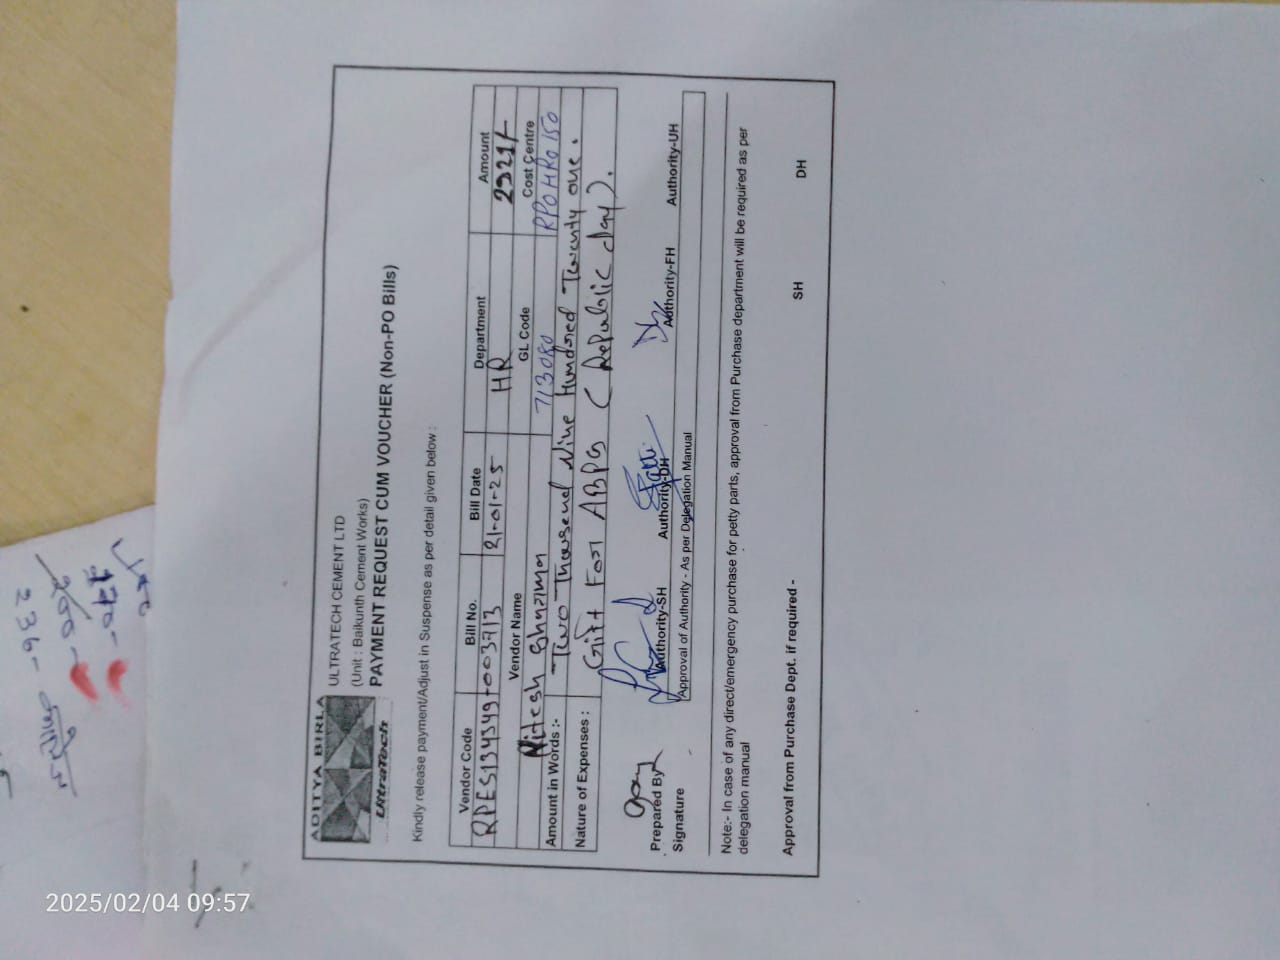 236-
200-
2025/02/04 09:57
ADITYA BIRLA
UltraTech
ULTRATECH CEMENT LTD
(Unit : Baikunth Cement Works)
PAYMENT REQUEST CUM VOUCHER (Non-PO Bills)
Kindly release payment/Adjust in Suspense as per detail given below :
Vendor Code Bill No. Bill Date Department Amount
RPES134349 003713 21-01-25 HR 2921/-
Vendor Name GL Code Cost Centre
Nitesh Sharma 713080 RPOHRG150
Amount in Words :- Two Thousend Nine Hundred Twenty one.
Nature of Expenses : Gift For ABPS (Republic day).
Prepared By Authority-SH Authority-DH Authority-FH Authority-UH
Signature Approval of Authority - As per Delegation Manual
Note:- In case of any direct/emergency purchase for petty parts, approval from Purchase department will be required as per
delegation manual
Approval from Purchase Dept. if required - SH DH